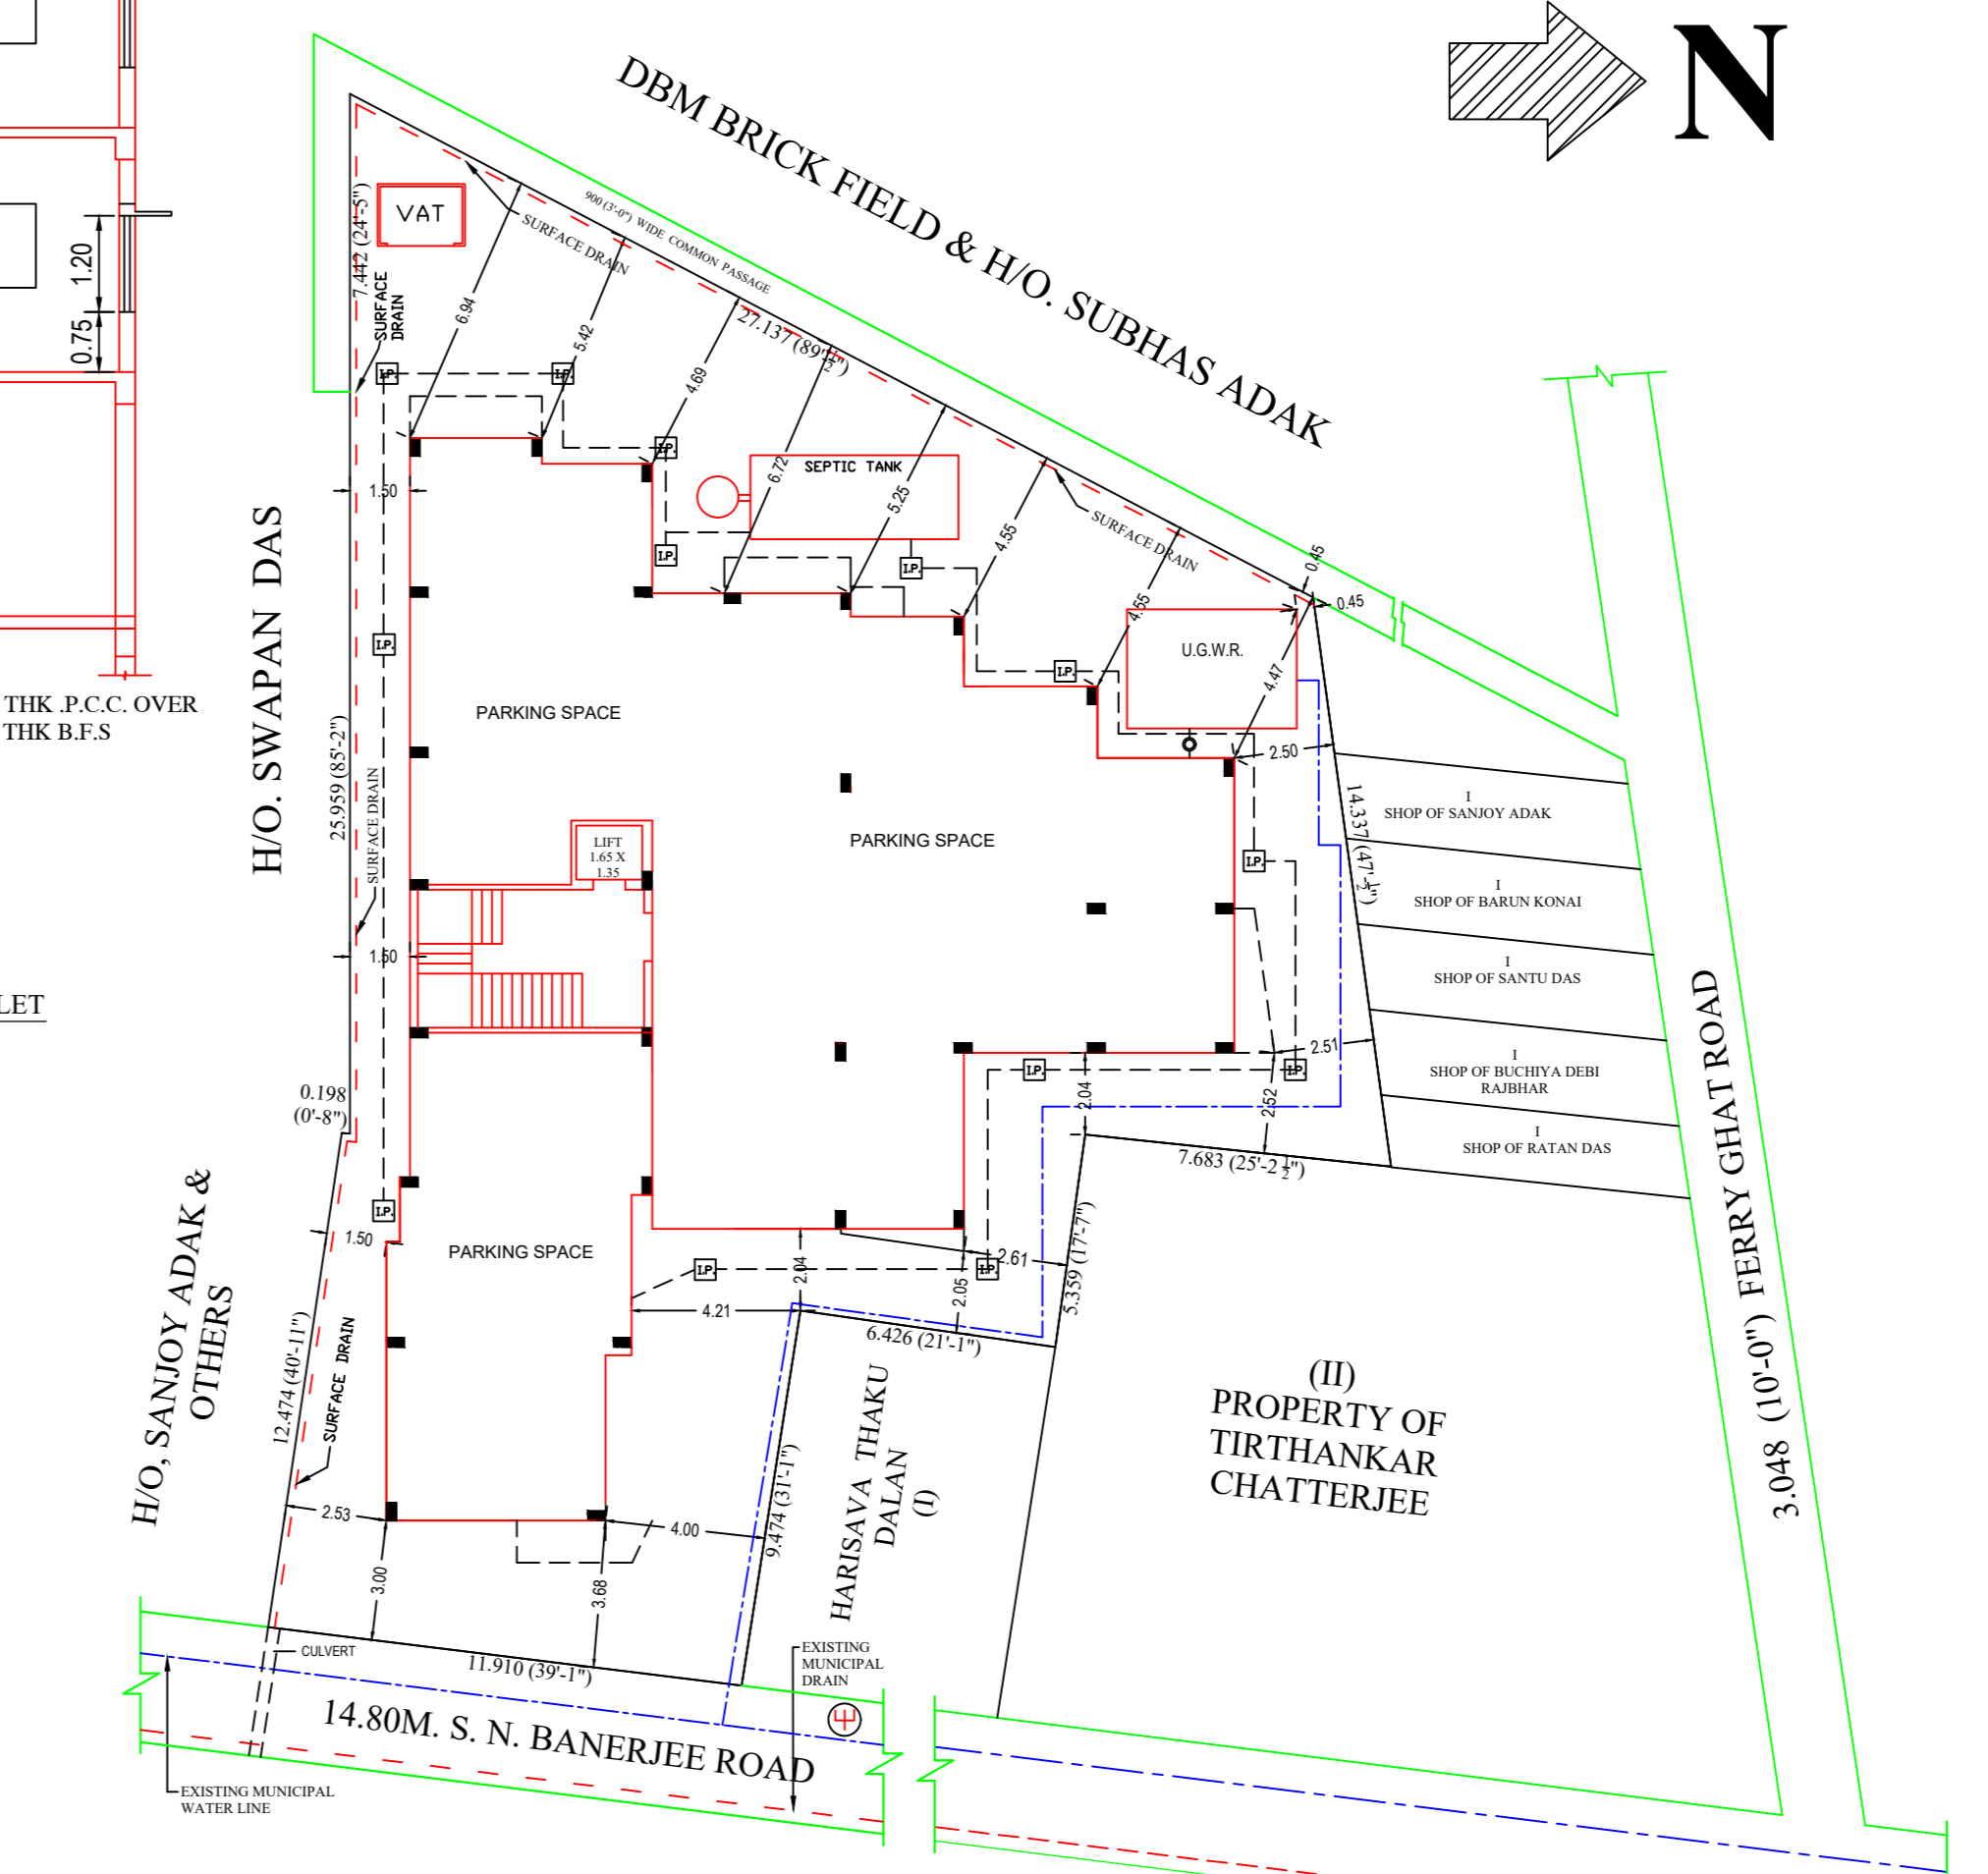 N
DBM BRICK FIELD & H/O. SUBHAS ADAK
900 (3'-0") WIDE COMMON PASSAGE
27.137 (89'-½")
VAT
7.442 (24'-5")
SURFACE
DRAIN
SURFACE DRAIN
6.94
5.42
4.69
6.72
5.25
4.55
4.55
0.45
0.45
4.47
1.20
0.75
THK .P.C.C. OVER
THK B.F.S
LET
H/O. SWAPAN DAS
25.959 (85'-2")
SURFACE DRAIN
1.50
1.50
I.P.
I.P.
I.P.
I.P.
I.P.
I.P.
I.P.
I.P.
I.P.
I.P.
I.P.
I.P.
I.P.
SEPTIC TANK
SURFACE DRAIN
U.G.W.R.
2.50
PARKING SPACE
PARKING SPACE
LIFT
1.65 X
1.35
14.337 (47'-½")
I
SHOP OF SANJOY ADAK
I
SHOP OF BARUN KONAI
I
SHOP OF SANTU DAS
I
SHOP OF BUCHIYA DEBI
RAJBHAR
I
SHOP OF RATAN DAS
2.51
2.52
2.04
7.683 (25'-2 ½")
3.048 (10'-0") FERRY GHAT ROAD
0.198
(0'-8")
H/O, SANJOY ADAK &
OTHERS
1.50
12.474 (40'-11")
SURFACE DRAIN
PARKING SPACE
2.04
2.61
2.05
4.21
5.359 (17'-7")
6.426 (21'-1")
HARISAVA THAKU
DALAN
(I)
9.474 (31'-1")
(II)
PROPERTY OF
TIRTHANKAR
CHATTERJEE
2.53
4.00
3.00
3.68
CULVERT
11.910 (39'-1")
EXISTING
MUNICIPAL
DRAIN
14.80M. S. N. BANERJEE ROAD
EXISTING MUNICIPAL
WATER LINE